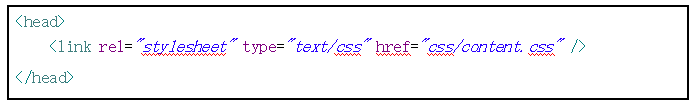 <head>
<link rel="stylesheet" type="text/css" href="css/content.css" />
</head>